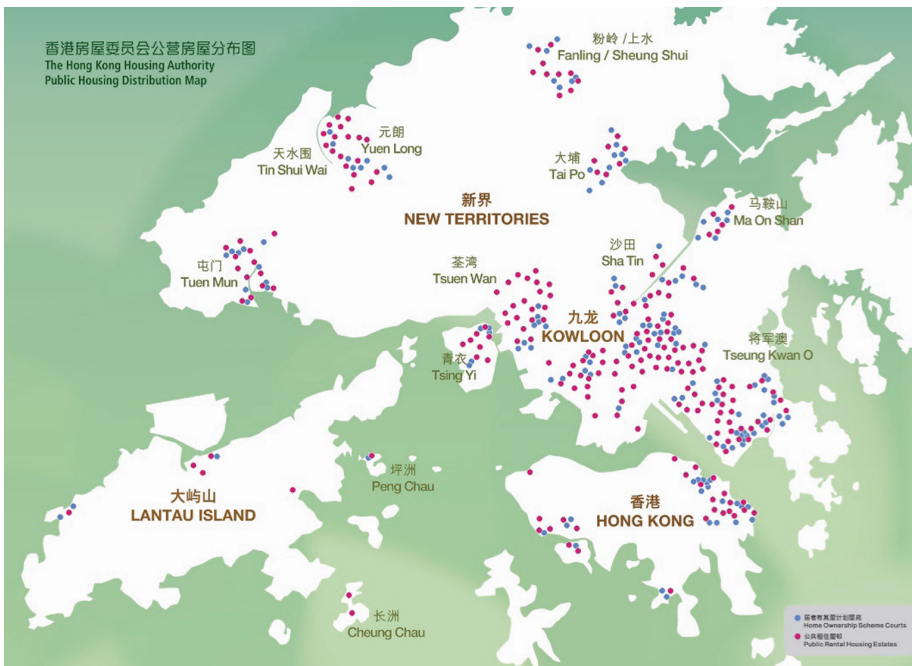 香港房屋委员会公营房屋分布图
The Hong Kong Housing Authority
Public Housing Distribution Map
粉岭 /上水
Fanling / Sheung Shui
元朗
Yuen Long
天水围
Tin Shui Wai
大埔
Tai Po
新界
NEW TERRITORIES
马鞍山
Ma On Shan
屯门
Tuen Mun
荃湾
Tsuen Wan
沙田
Sha Tin
九龙
KOWLOON
将军澳
Tseung Kwan O
青衣
Tsing Yi
坪洲
Peng Chau
大屿山
LANTAU ISLAND
香港
HONG KONG
长洲
Cheung Chau
居者有其屋计划屋苑
Home Ownership Scheme Courts
公共租住屋邨
Public Rental Housing Estates